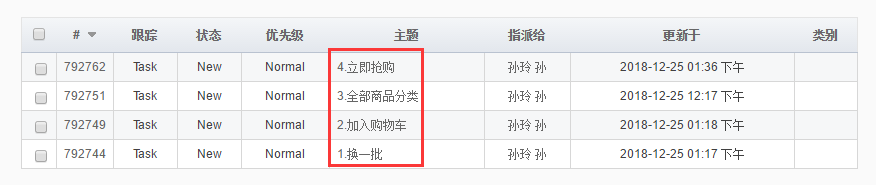 # 跟踪 状态 优先级 主题 指派给 更新于 类别
792762 Task New Normal 4.立即抢购 孙玲 孙 2018-12-25 01:36 下午
792751 Task New Normal 3.全部商品分类 孙玲 孙 2018-12-25 12:17 下午
792749 Task New Normal 2.加入购物车 孙玲 孙 2018-12-25 01:18 下午
792744 Task New Normal 1.换一批 孙玲 孙 2018-12-25 01:17 下午